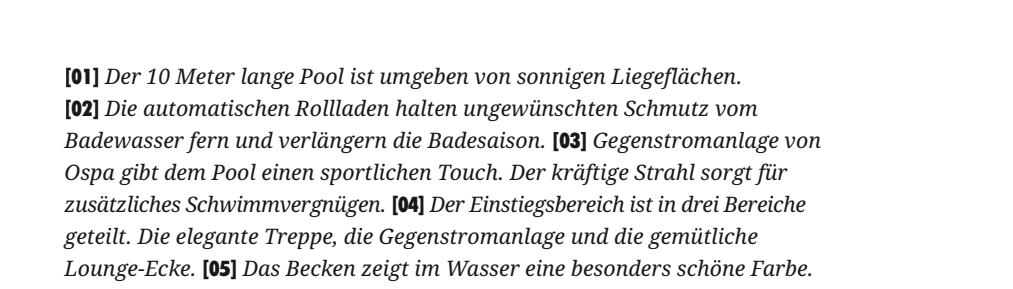 [01] Der 10 Meter lange Pool ist umgeben von sonnigen Liegeflächen.
[02] Die automatischen Rollladen halten ungewünschten Schmutz vom
Badewasser fern und verlängern die Badesaison. [03] Gegenstromanlage von
Ospa gibt dem Pool einen sportlichen Touch. Der kräftige Strahl sorgt für
zusätzliches Schwimmvergnügen. [04] Der Einstiegsbereich ist in drei Bereiche
geteilt. Die elegante Treppe, die Gegenstromanlage und die gemütliche
Lounge-Ecke. [05] Das Becken zeigt im Wasser eine besonders schöne Farbe.